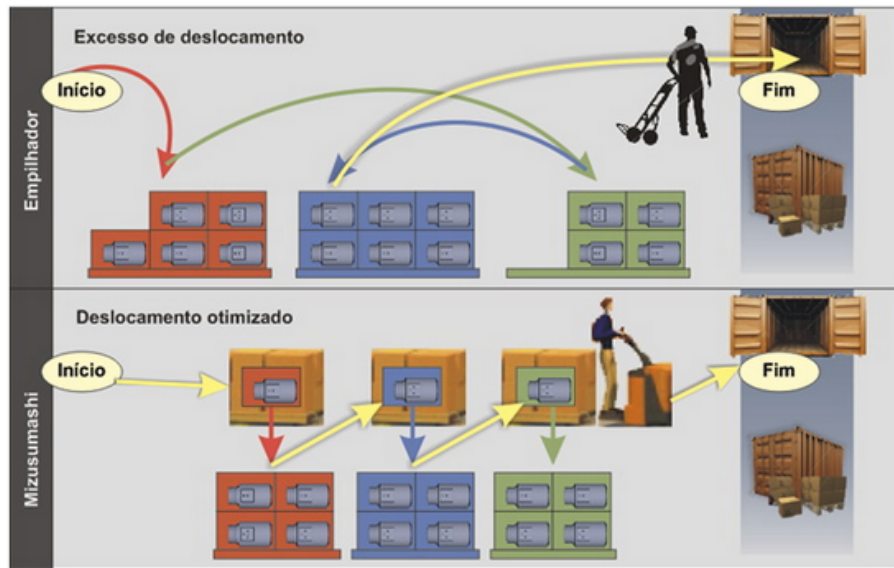 Excesso de deslocamento
Início
Fim
Empilhador
Deslocamento otimizado
Início
Fim
Mizusumashi